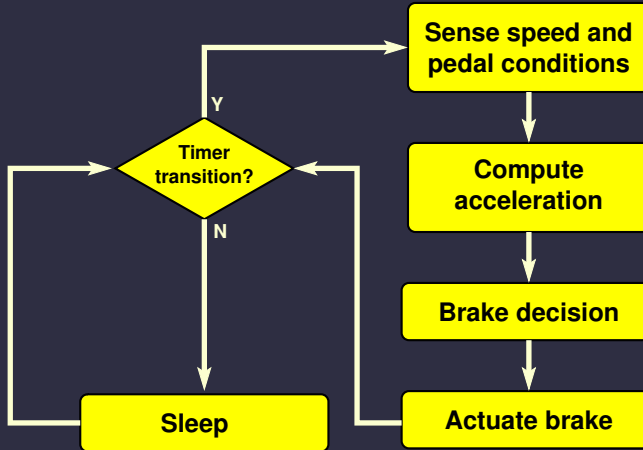 Sense speed and
pedal conditions
Y
Timer
transition?
N
Compute
acceleration
Brake decision
Sleep
Actuate brake